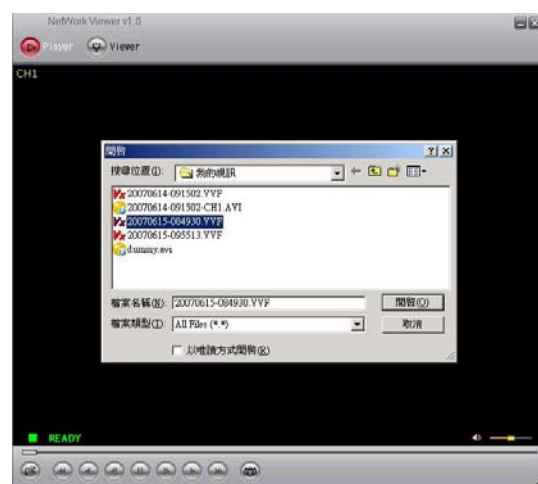 NetWork Viewer v1.0
Player Viewer
CH1
開啓
搜尋位置(I): 我的視訊
20070614-091502.VVF
20070614-091502-CH1.AVI
20070615-084930.VVF
20070615-095513.VVF
dummy.avi
檔案名稱(N): 20070615-084930.VVF 開啓(O)
檔案類型(T): All Files (*.*) 取消
以唯讀方式開啓(R)
READY